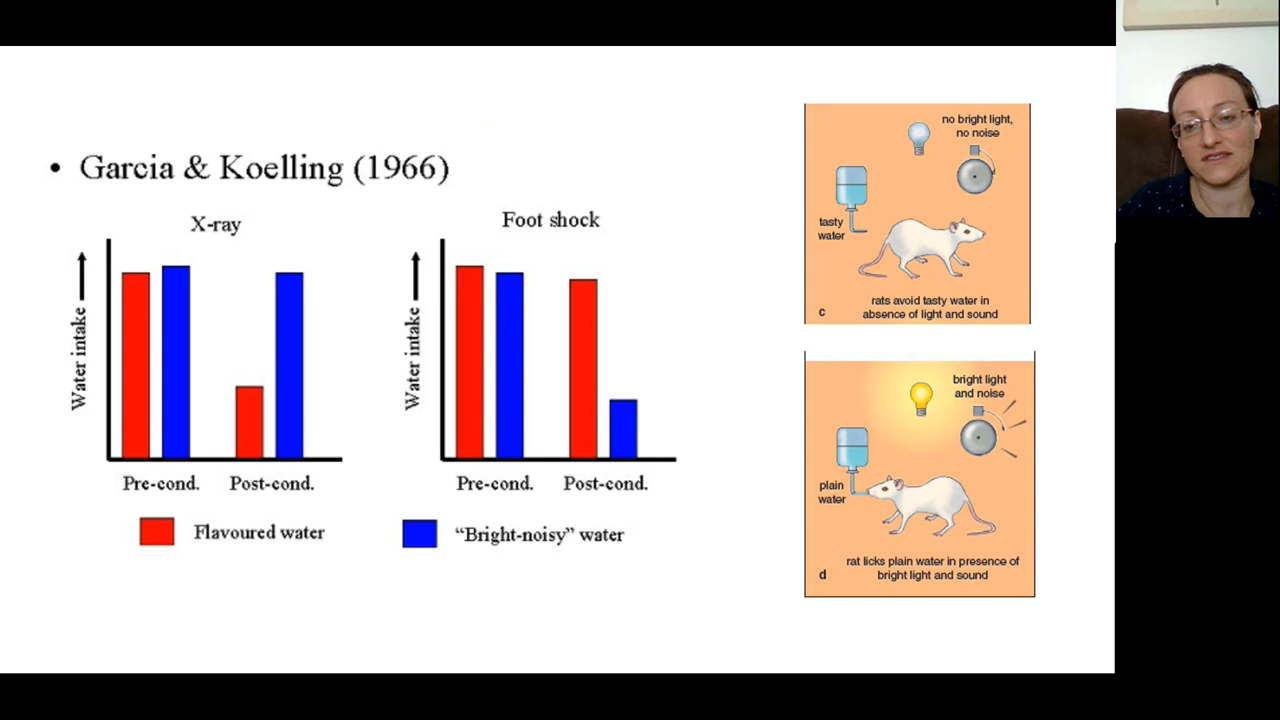 • Garcia & Koelling (1966)
X-ray
Water intake
Pre-cond. Post-cond.
Foot shock
Water intake
Pre-cond. Post-cond.
Flavoured water
“Bright-noisy” water
no bright light,
no noise
tasty
water
rats avoid tasty water in
absence of light and sound
c
bright light
and noise
plain
water
rat licks plain water in presence of
bright light and sound
d